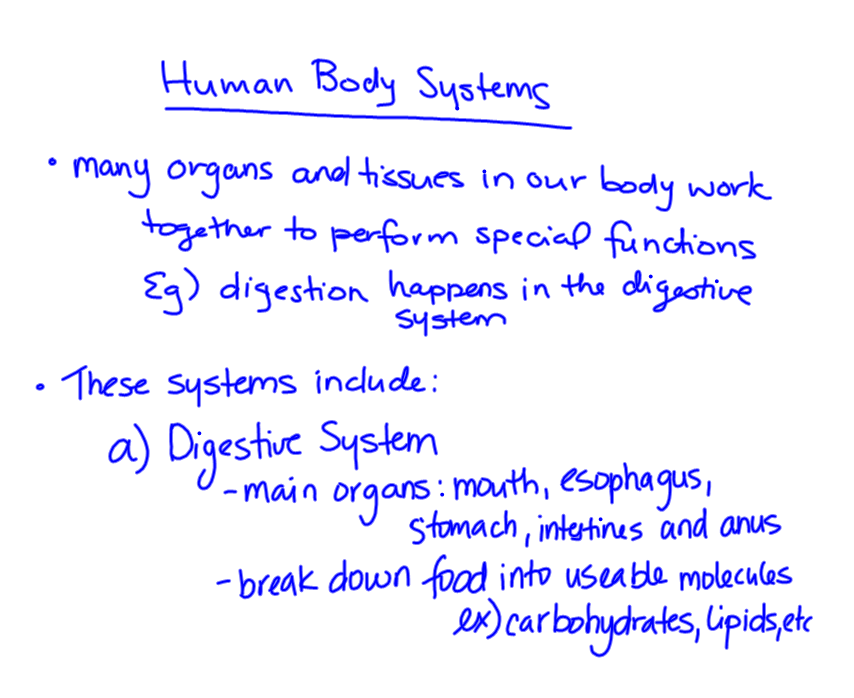 Human Body Systems
• many organs and tissues in our body work
together to perform special functions
Eg) digestion happens in the digestive
system
• These systems include:
a) Digestive System
- main organs: mouth, esophagus,
stomach, intestines and anus
- break down food into useable molecules
ex) carbohydrates, lipids, etc